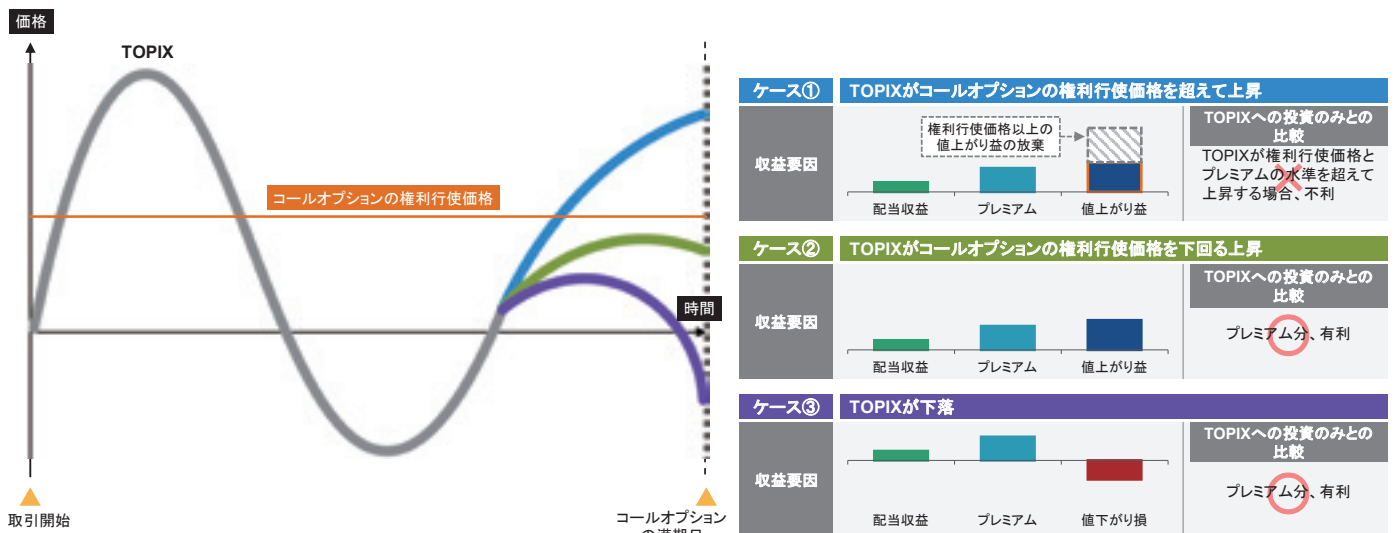 価格
TOPIX
コールオプションの権利行使価格
時間
取引開始
コールオプション
の満期日
ケース① TOPIXがコールオプションの権利行使価格を超えて上昇
収益要因
権利行使価格以上の
値上がり益の放棄
配当収益 プレミアム 値上がり益
TOPIXへの投資のみとの
比較
TOPIXが権利行使価格と
プレミアムの水準を超えて
上昇する場合、不利
ケース② TOPIXがコールオプションの権利行使価格を下回る上昇
収益要因
配当収益 プレミアム 値上がり益
TOPIXへの投資のみとの
比較
プレミアム分、有利
ケース③ TOPIXが下落
収益要因
配当収益 プレミアム 値下がり損
TOPIXへの投資のみとの
比較
プレミアム分、有利